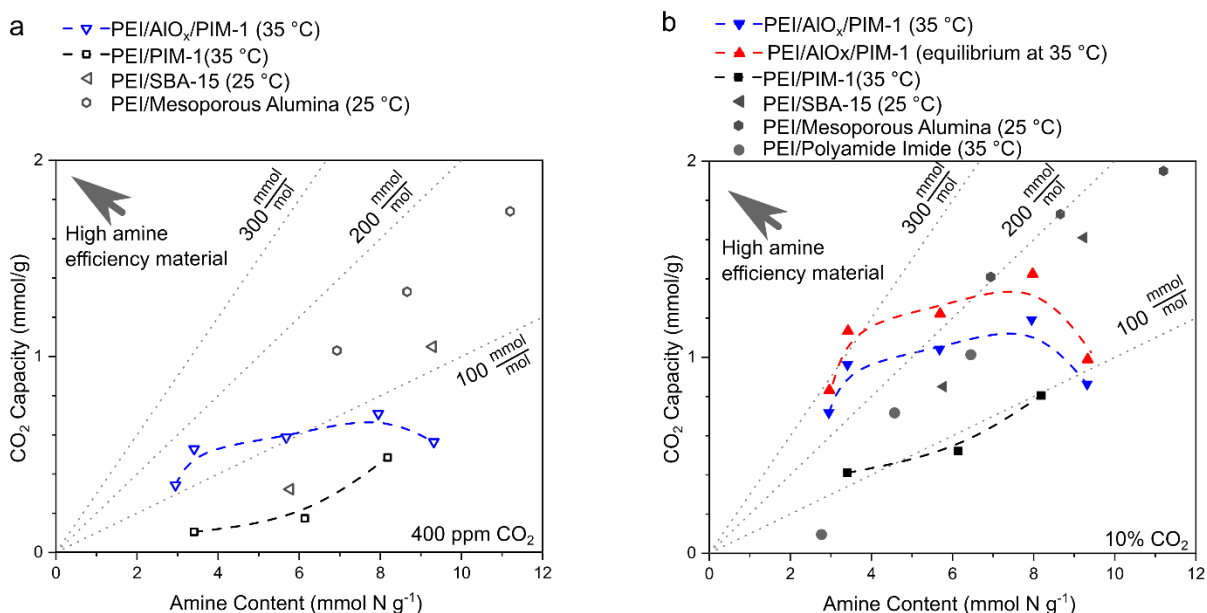 a
PEI/AlOx/PIM-1 (35 °C)
PEI/PIM-1(35 °C)
PEI/SBA-15 (25 °C)
PEI/Mesoporous Alumina (25 °C)
2
1
0
0 2 4 6 8 10 12
CO2 Capacity (mmol/g)
Amine Content (mmol N g-1)
High amine
efficiency material
300 mmol/mol
200 mmol/mol
100 mmol/mol
400 ppm CO2
b
PEI/AlOx/PIM-1 (35 °C)
PEI/AlOx/PIM-1 (equilibrium at 35 °C)
PEI/PIM-1(35 °C)
PEI/SBA-15 (25 °C)
PEI/Mesoporous Alumina (25 °C)
PEI/Polyamide Imide (35 °C)
2
1
0
0 2 4 6 8 10 12
CO2 Capacity (mmol/g)
Amine Content (mmol N g-1)
High amine
efficiency material
300 mmol/mol
200 mmol/mol
100 mmol/mol
10% CO2